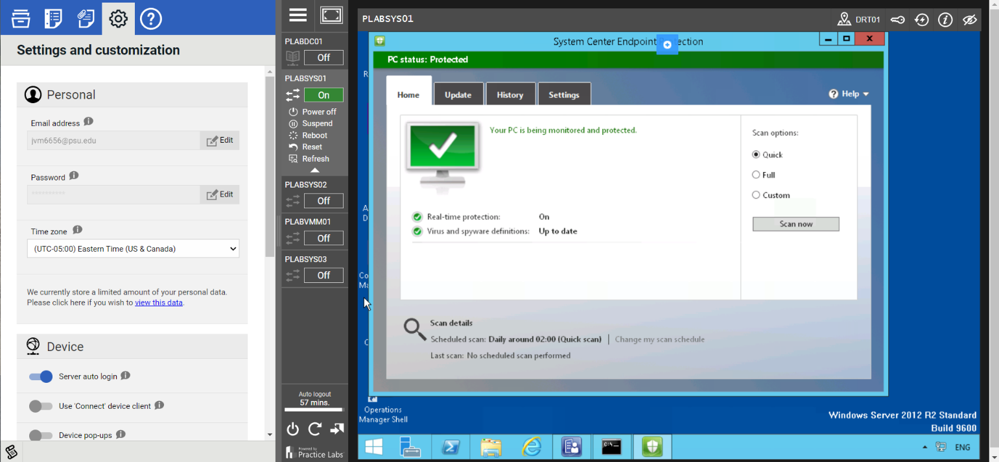 Settings and customization
Personal
Email address
jvm6656@psu.edu
Edit
Password
**********
Edit
Time zone
(UTC-05:00) Eastern Time (US & Canada)
We currently store a limited amount of your personal data.
Please click here if you wish to view this data.
Device
Server auto login
Use 'Connect' device client
Device pop-ups
PLABDC01
Off
PLABSYS01
On
Power off
Suspend
Reboot
Reset
Refresh
PLABSYS02
Off
PLABVMM01
Off
PLABSYS03
Off
Auto logout
57 mins.
Powered by
Practice Labs
PLABSYS01
DRT01
System Center Endpoint
PC status: Protected
Home
Update
History
Settings
Help
Your PC is being monitored and protected.
Real-time protection: On
Virus and spyware definitions: Up to date
Scan options:
Quick
Full
Custom
Scan now
Scan details
Scheduled scan: Daily around 02:00 (Quick scan) | Change my scan schedule
Last scan: No scheduled scan performed
R
A
D
Co
Ma
C
Operations
Manager Shell
Windows Server 2012 R2 Standard
Build 9600
ENG